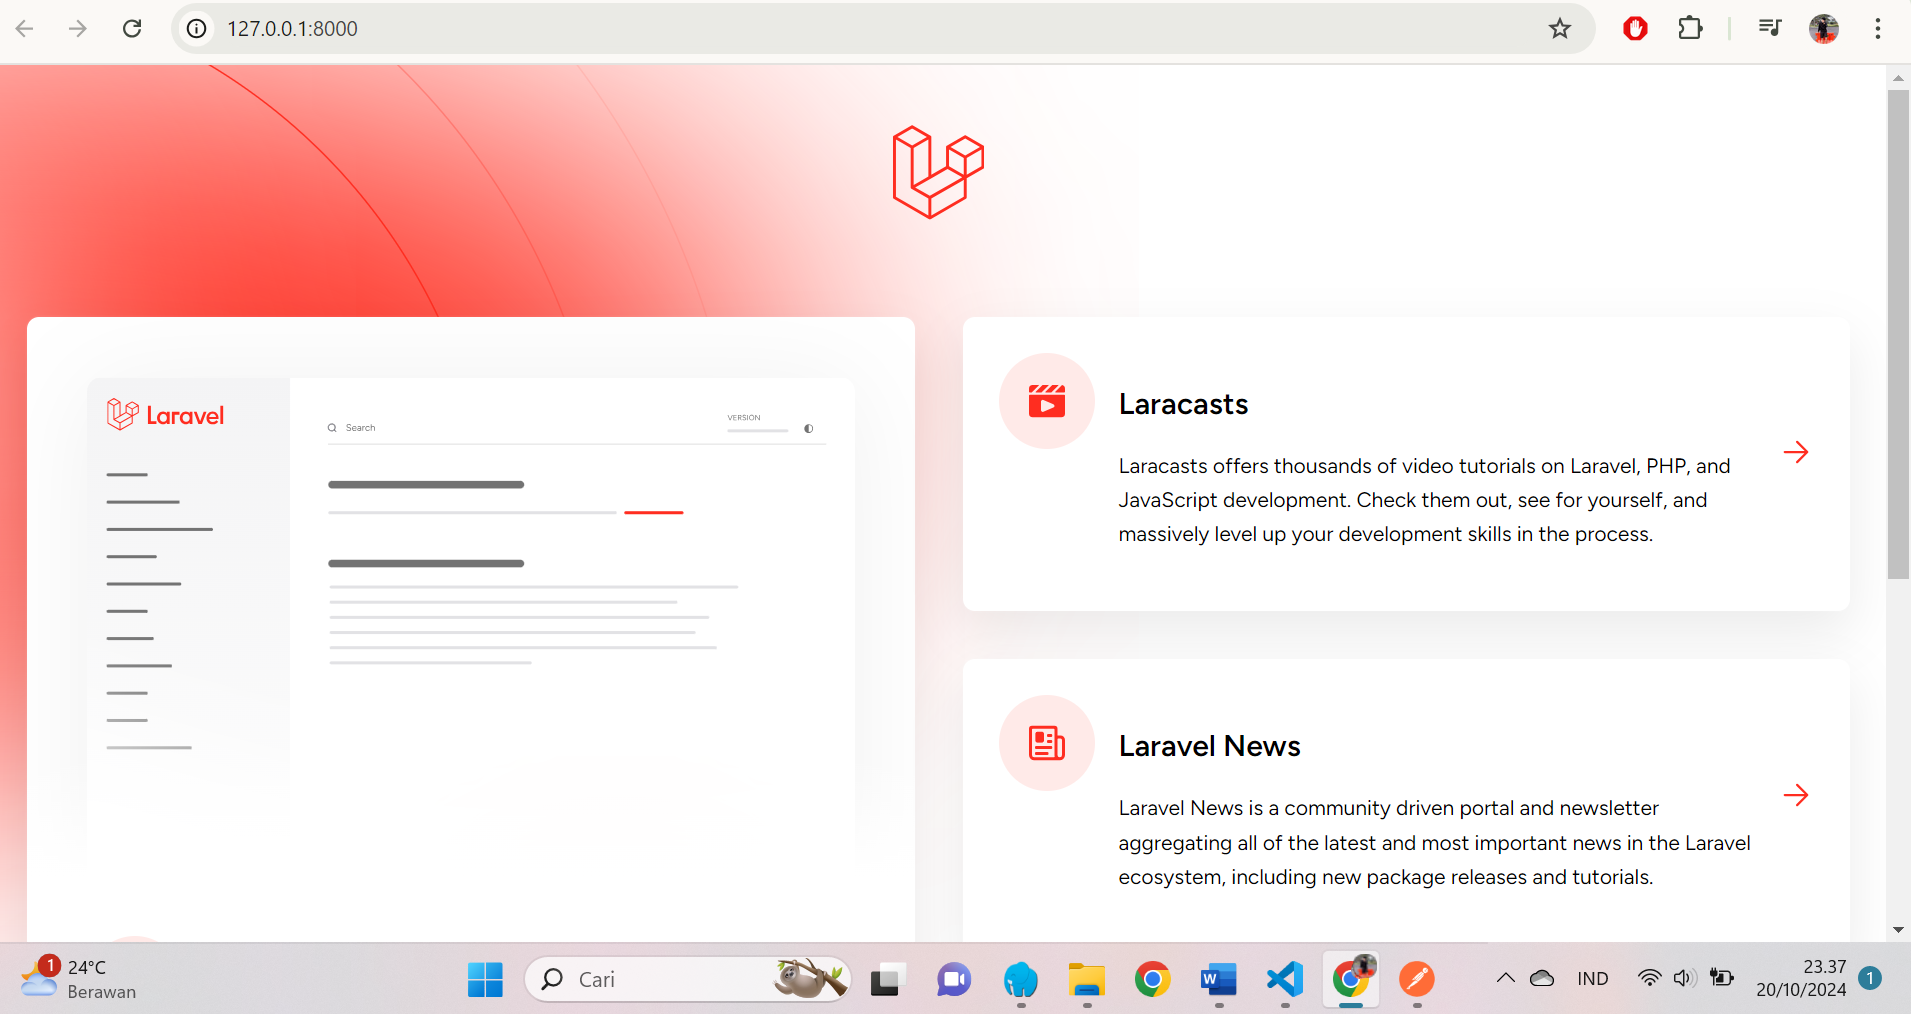 127.0.0.1:8000
Laravel
Search
VERSION
Laracasts
Laracasts offers thousands of video tutorials on Laravel, PHP, and
JavaScript development. Check them out, see for yourself, and
massively level up your development skills in the process.
Laravel News
Laravel News is a community driven portal and newsletter
aggregating all of the latest and most important news in the Laravel
ecosystem, including new package releases and tutorials.
1
24°C
Berawan
Cari
W
IND
23.37
20/10/2024
1